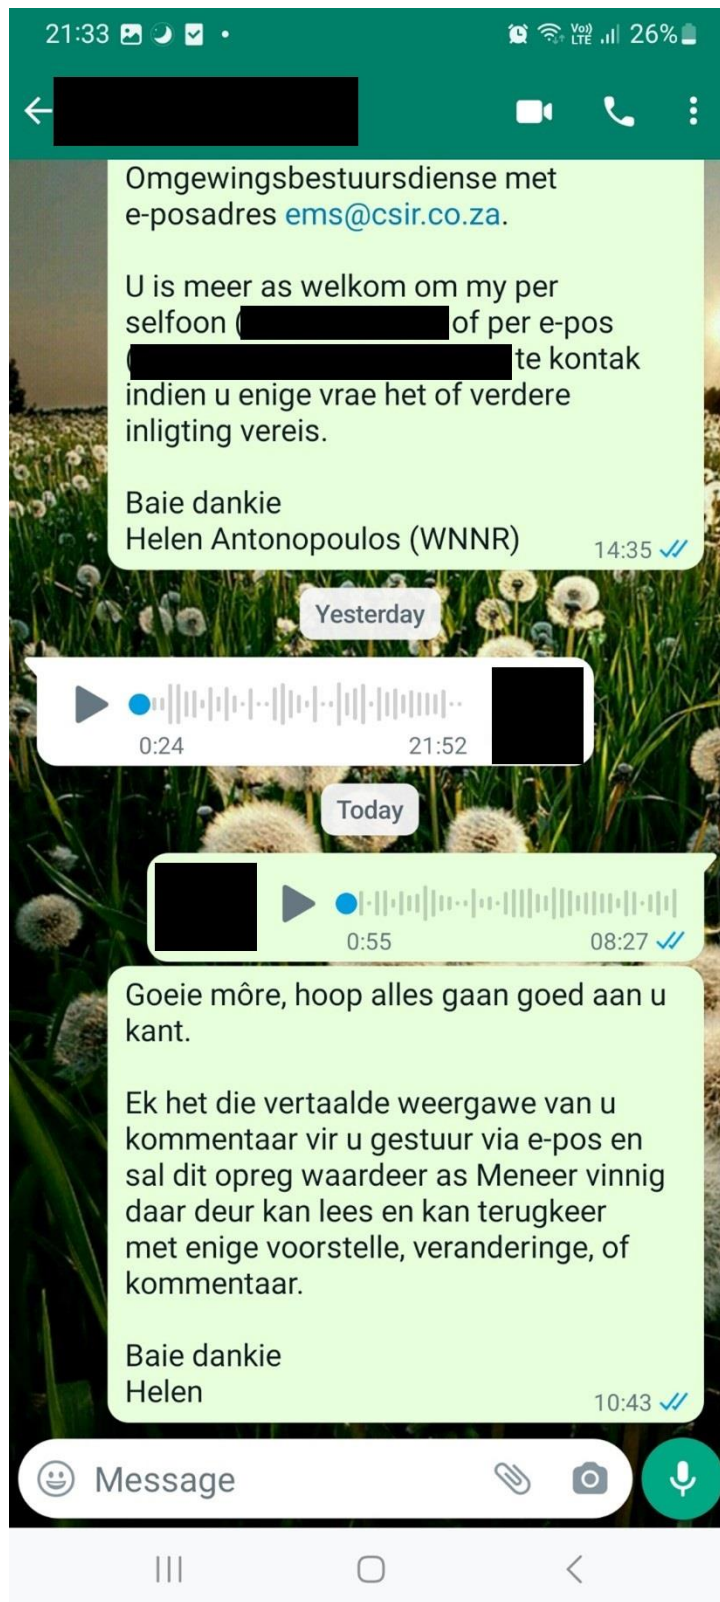 21:33
Vo)) LTE 26%
Omgewingsbestuursdiense met
e-posadres ems@csir.co.za.
U is meer as welkom om my per
selfoon ( of per e-pos
( te kontak
indien u enige vrae het of verdere
inligting vereis.
Baie dankie
Helen Antonopoulos (WNNR)
14:35
Yesterday
0:24 21:52
Today
0:55 08:27
Goeie môre, hoop alles gaan goed aan u
kant.
Ek het die vertaalde weergawe van u
kommentaar vir u gestuur via e-pos en
sal dit opreg waardeer as Meneer vinnig
daar deur kan lees en kan terugkeer
met enige voorstelle, veranderinge, of
kommentaar.
Baie dankie
Helen
10:43
Message